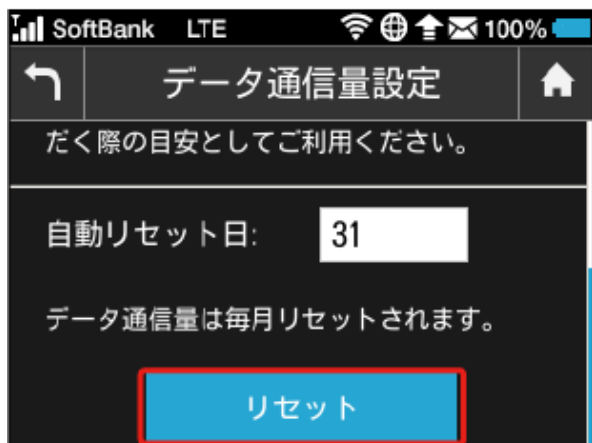 SoftBank LTE 100%
データ通信量設定
だく際の目安としてご利用ください。
自動リセット日: 31
データ通信量は毎月リセットされます。
リセット